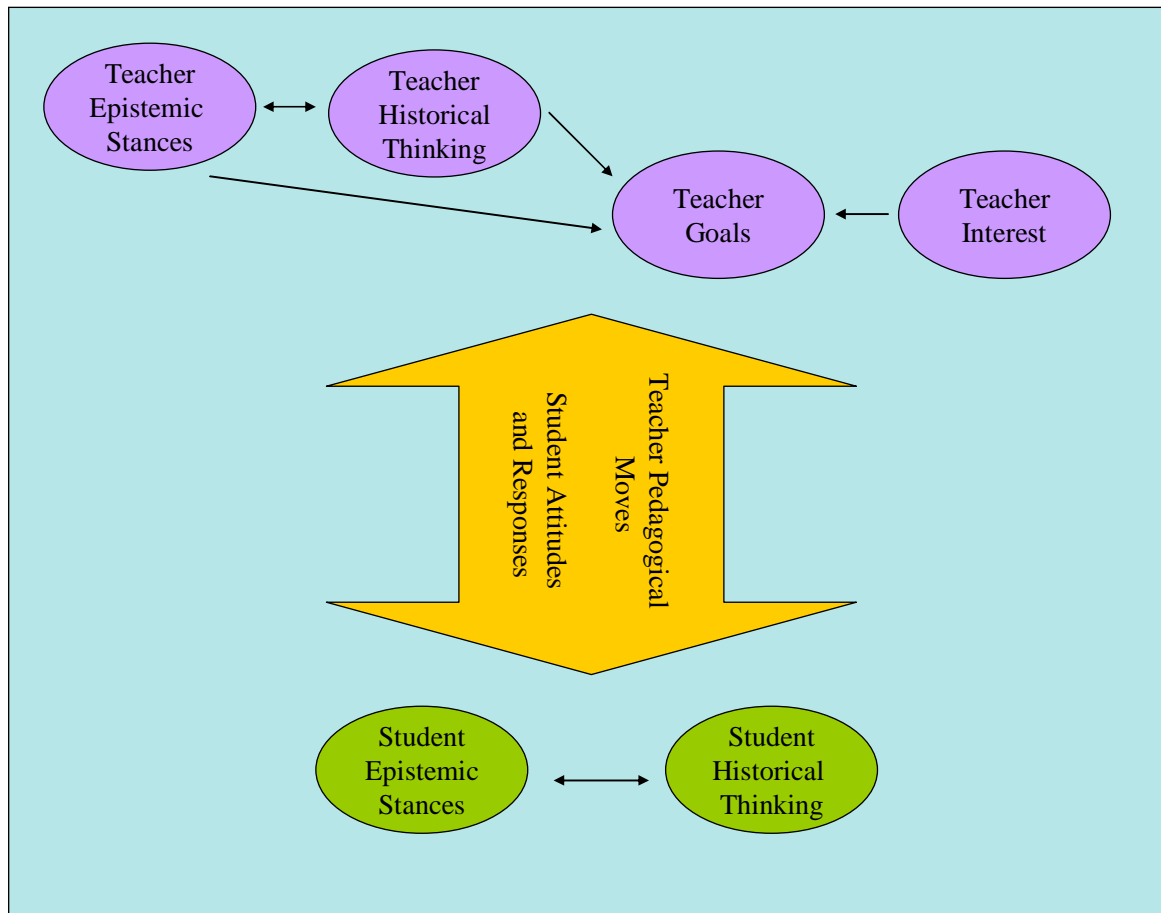 Teacher
Epistemic
Stances
Teacher
Historical
Thinking
Teacher
Goals
Teacher
Interest
Student Attitudes
and Responses
Teacher Pedagogical
Moves
Student
Epistemic
Stances
Student
Historical
Thinking